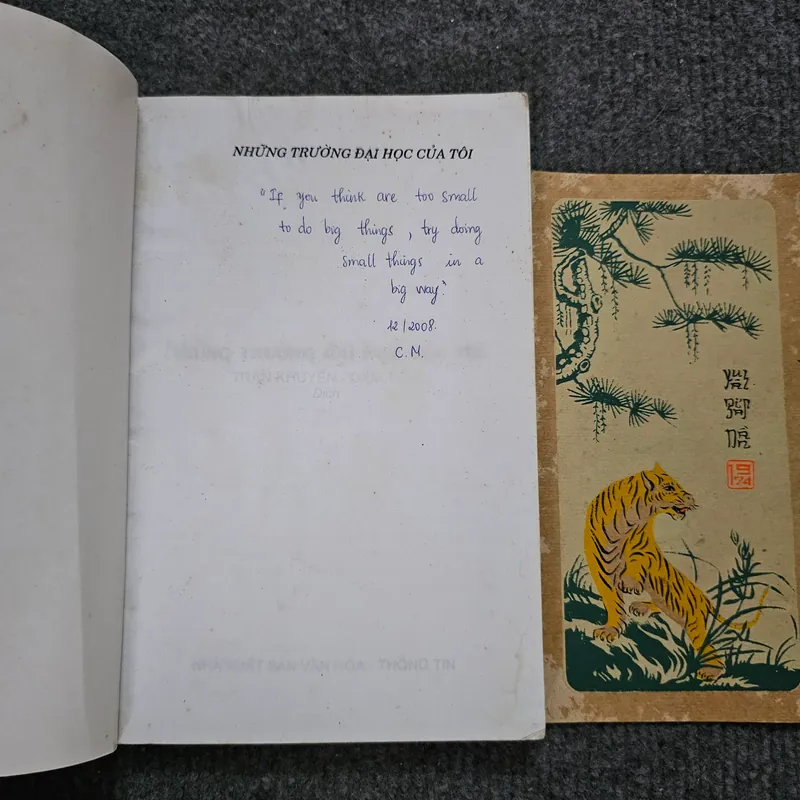 NHỮNG TRƯỜNG ĐẠI HỌC CỦA TÔI
"If you think are too small
to do big things, try doing
small things in a
big way."
12/2008.
C.M.
1974